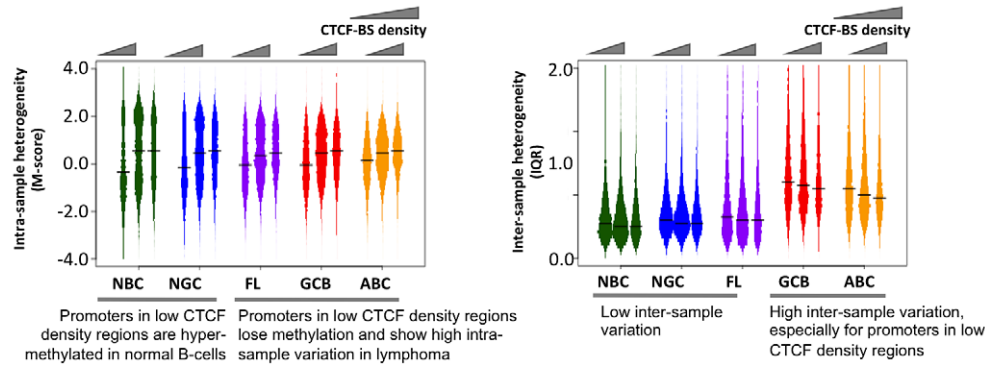 CTCF-BS density
Intra-sample heterogeneity
(M-score)
4.0
2.0
0.0
-2.0
-4.0
NBC NGC FL GCB ABC
Promoters in low CTCF
density regions are hyper-
methylated in normal B-cells
Promoters in low CTCF density regions
lose methylation and show high intra-
sample variation in lymphoma
CTCF-BS density
Inter-sample heterogenity
(IQR)
2.0
1.0
0.0
NBC NGC FL GCB ABC
Low inter-sample
variation
High inter-sample variation,
especially for promoters in low
CTCF density regions